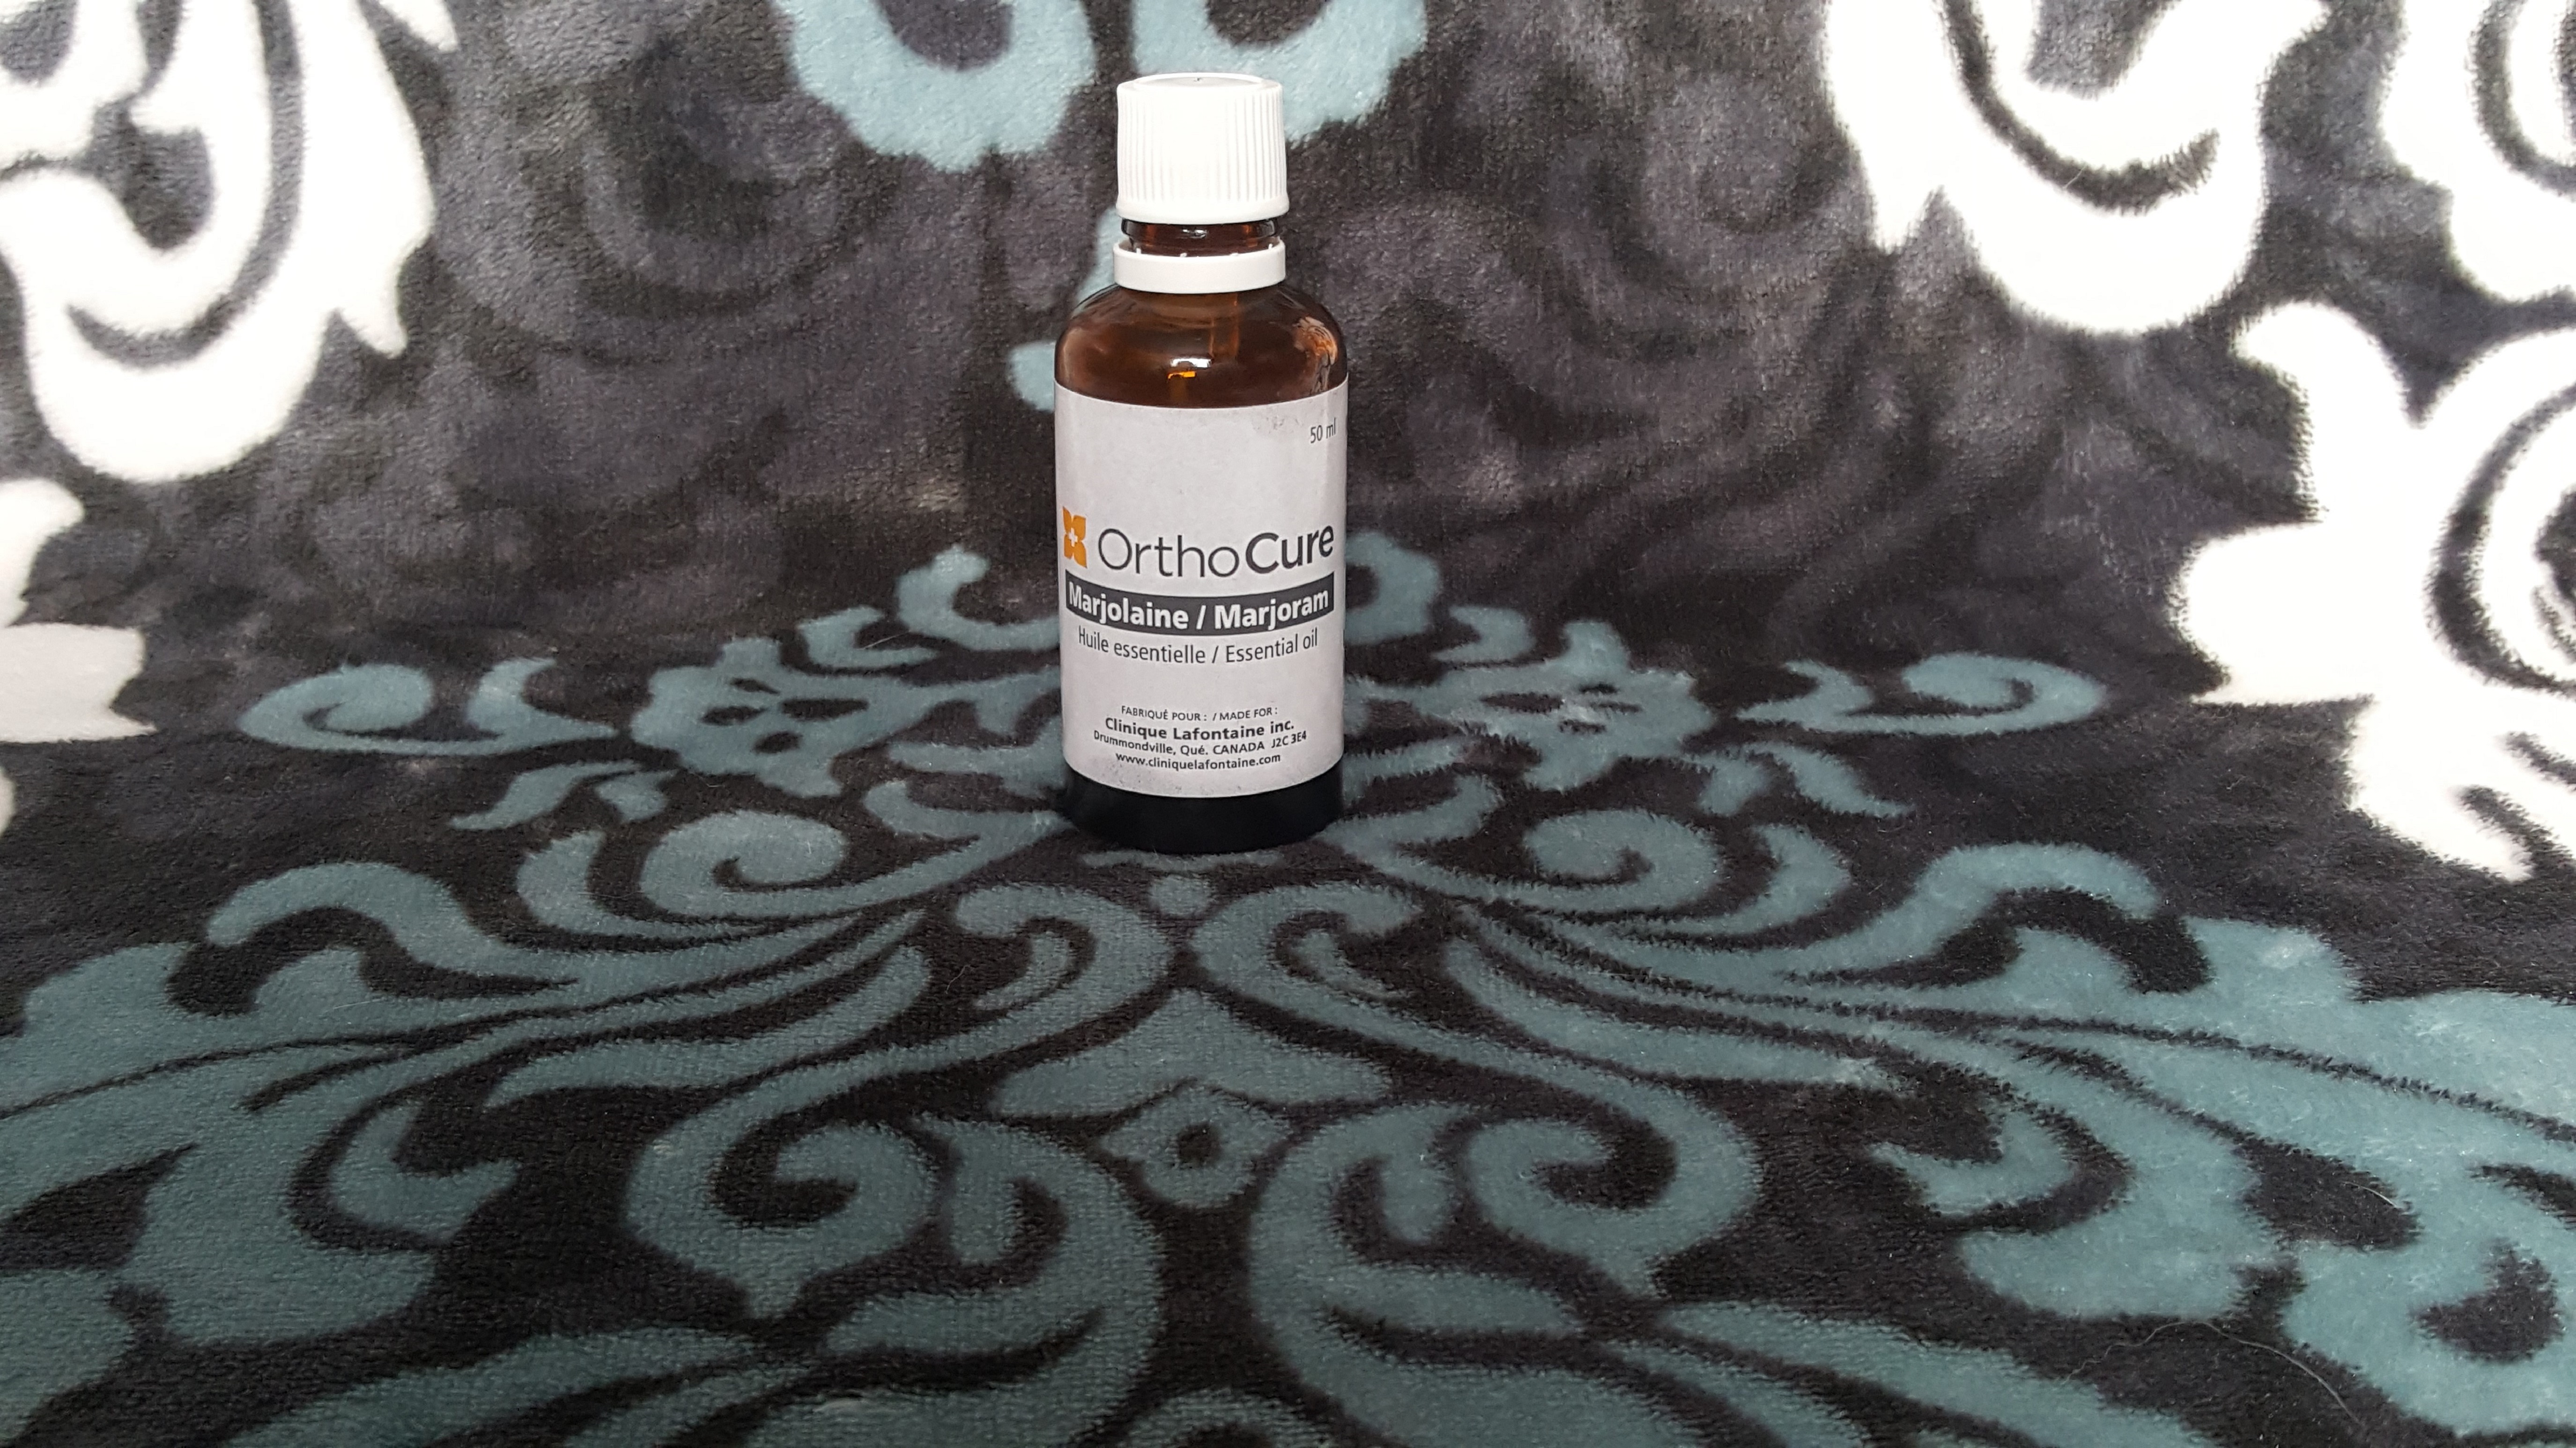 50 ml
OrthoCure
Marjolaine / Marjoram
Huile essentielle / Essential oil
FABRIQUÉ POUR : / MADE FOR :
Clinique Lafontaine inc.
Drummondville, Qué. CANADA J2C 3E4
www.cliniquelafontaine.com